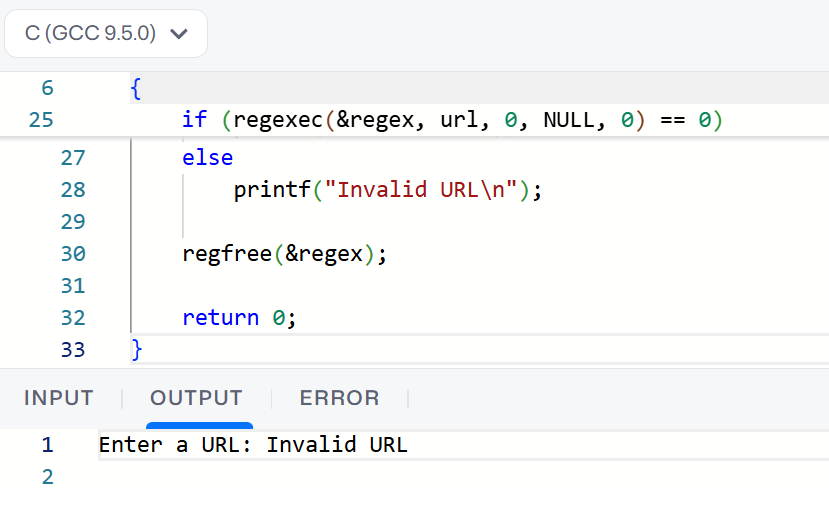 C (GCC 9.5.0)
6 {
25 if (regexec(&regex, url, 0, NULL, 0) == 0)
27 else
28 printf("Invalid URL\n");
29
30 regfree(&regex);
31
32 return 0;
33 }
INPUT OUTPUT ERROR
1 Enter a URL: Invalid URL
2